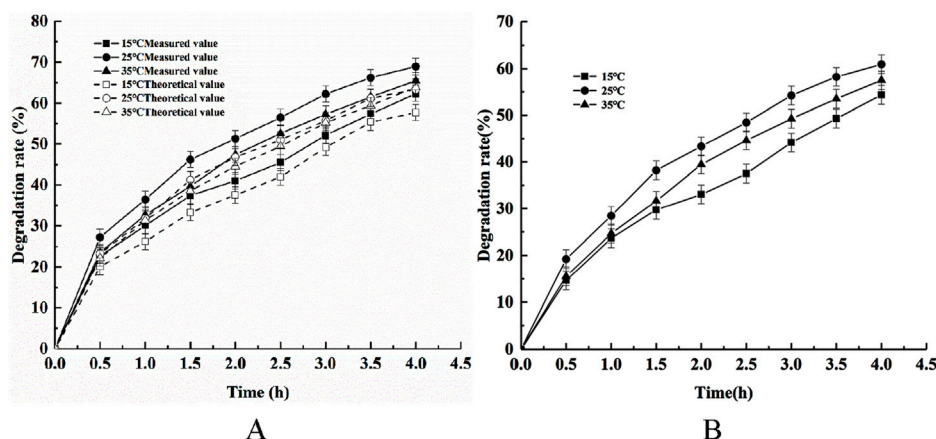 80
70
60
50
40
30
20
10
0
Degradation rate (%)
15°CMeasured value
25°CMeasured value
35°CMeasured value
15°CTheoretical value
25°CTheoretical value
35°CTheoretical value
0.0 0.5 1.0 1.5 2.0 2.5 3.0 3.5 4.0 4.5
Time (h)
A
70
60
50
40
30
20
10
0
Degradation rate(%)
15°C
25°C
35°C
0.0 0.5 1.0 1.5 2.0 2.5 3.0 3.5 4.0 4.5
Time(h)
B